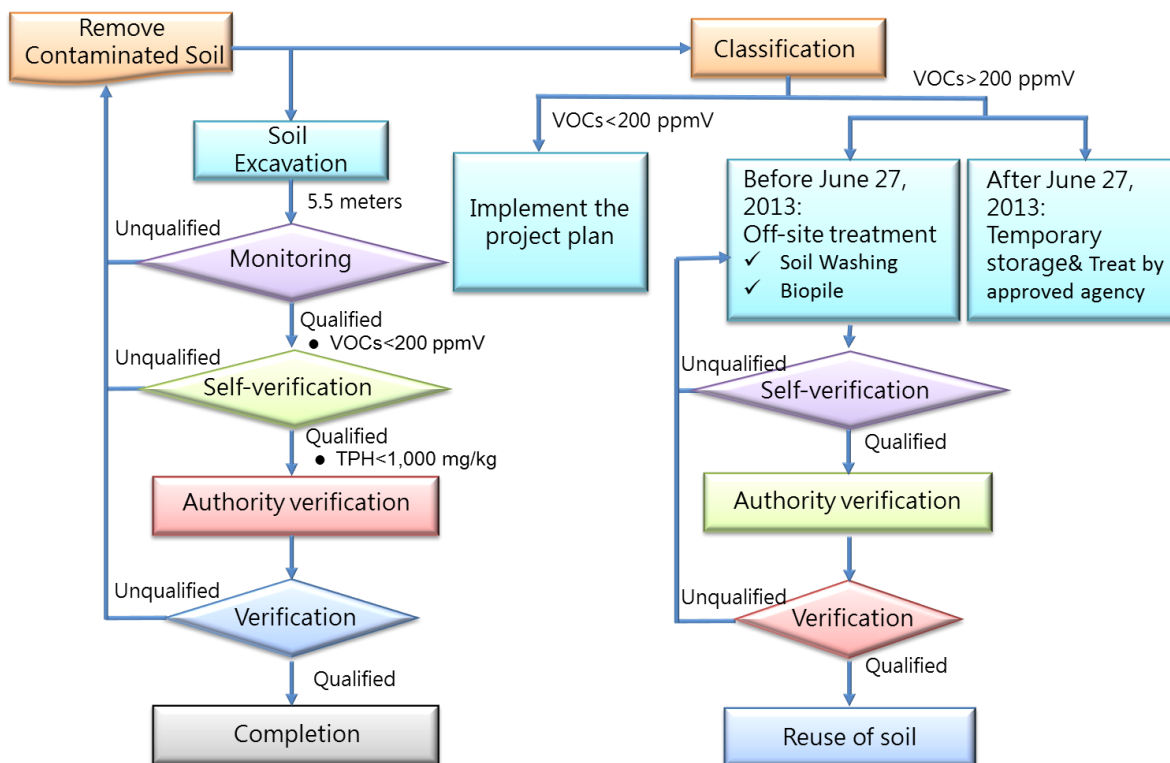 Remove
Contaminated Soil
Classification
VOCs>200 ppmV
VOCs<200 ppmV
Soil
Excavation
5.5 meters
Unqualified
Monitoring
Qualified
● VOCs<200 ppmV
Unqualified
Self-verification
Qualified
● TPH<1,000 mg/kg
Authority verification
Unqualified
Verification
Qualified
Completion
Implement the
project plan
Before June 27,
2013:
Off-site treatment
✓ Soil Washing
✓ Biopile
After June 27,
2013:
Temporary
storage& Treat by
approved agency
Unqualified
Self-verification
Qualified
Authority verification
Unqualified
Verification
Qualified
Reuse of soil